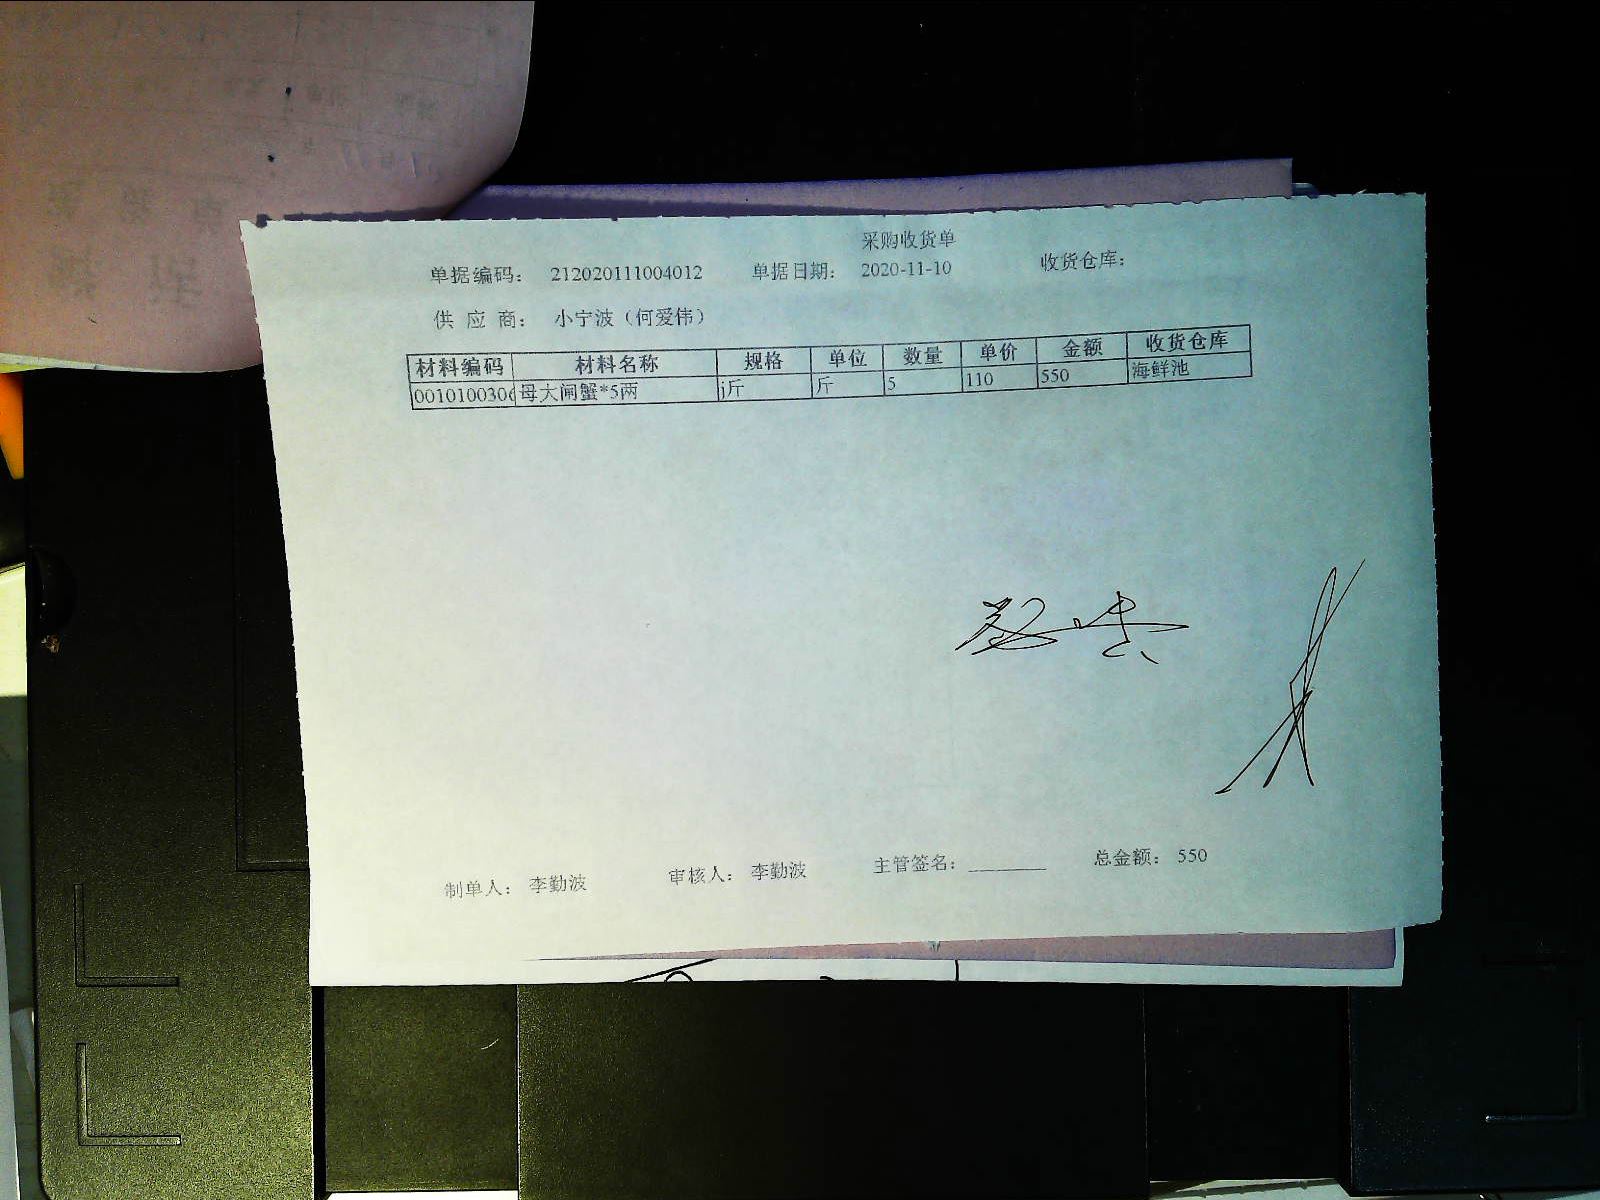 采购收货单
单据编码： 212020111004012 单据日期： 2020-11-10 收货仓库：
供 应 商： 小宁波（何爱伟）
材料编码 材料名称 规格 单位 数量 单价 金额 收货仓库
001010030 母大闸蟹*5两 j斤 斤 5 110 550 海鲜池
制单人： 李勤波 审核人： 李勤波 主管签名： ________ 总金额： 550